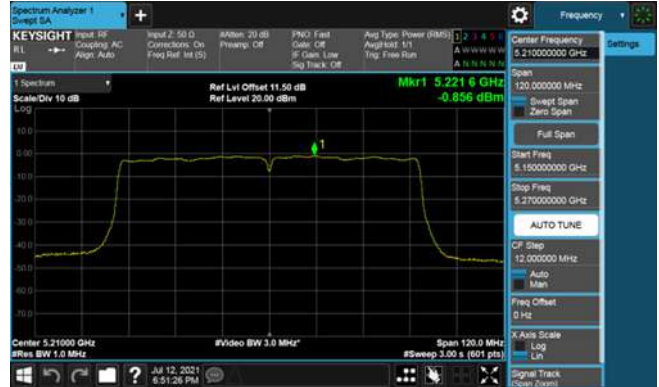 Spectrum Analyzer 1
Swept SA
Frequency
KEYSIGHT
Input: RF
Input Z: 50 Ω
#Atten: 20 dB
PNO: Fast
Avg Type: Power (RMS)
1 2 3 4 5 6
RL
Coupling: AC
Corrections: On
Preamp: Off
Gate: Off
Avg|Hold: 1/1
A W W W W W
Align: Auto
Freq Ref: Int (S)
IF Gain: Low
Trig: Free Run
Sig Track: Off
A N N N N N
LXI
Center Frequency
5.210000000 GHz
Settings
Span
120.000000 MHz
Swept Span
Zero Span
Full Span
Start Freq
5.150000000 GHz
Stop Freq
5.270000000 GHz
AUTO TUNE
CF Step
12.000000 MHz
Auto
Man
Freq Offset
0 Hz
X Axis Scale
Log
Lin
Signal Track
(Span Zoom)
1 Spectrum
Ref Lvl Offset 11.50 dB
Mkr1 5.221 6 GHz
Scale/Div 10 dB
Ref Level 20.00 dBm
-0.856 dBm
Log
10.0
0.00
1
-10.0
-20.0
-30.0
-40.0
-50.0
-60.0
-70.0
Center 5.21000 GHz
#Video BW 3.0 MHz*
Span 120.0 MHz
#Res BW 1.0 MHz
#Sweep 3.00 s (601 pts)
?
Jul 12, 2021
6:51:26 PM